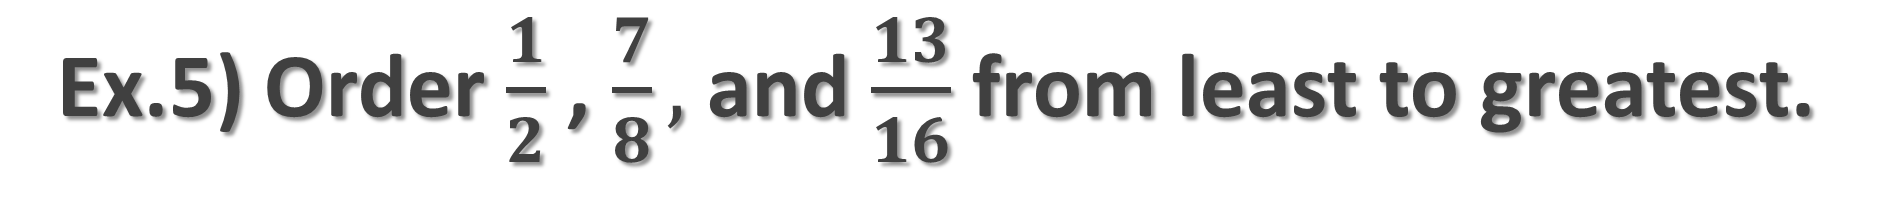 Ex.5) Order 1/2 , 7/8 , and 13/16 from least to greatest.